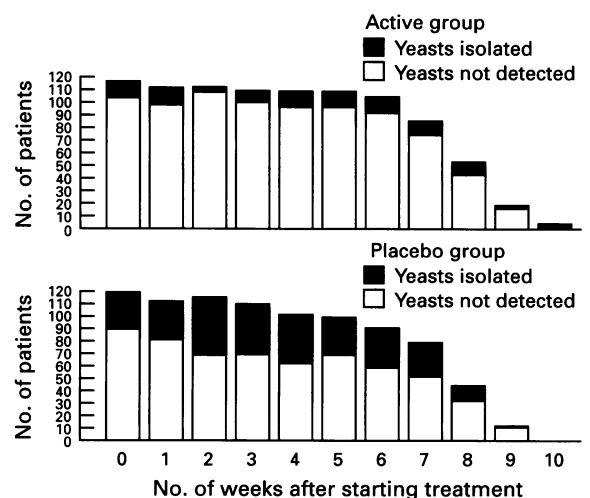 Active group
Yeasts isolated
Yeasts not detected
No. of patients
120
110
100
90
80
70
60
50
40
30
20
10
0
Placebo group
Yeasts isolated
Yeasts not detected
No. of patients
120
110
100
90
80
70
60
50
40
30
20
10
0
0 1 2 3 4 5 6 7 8 9 10
No. of weeks after starting treatment